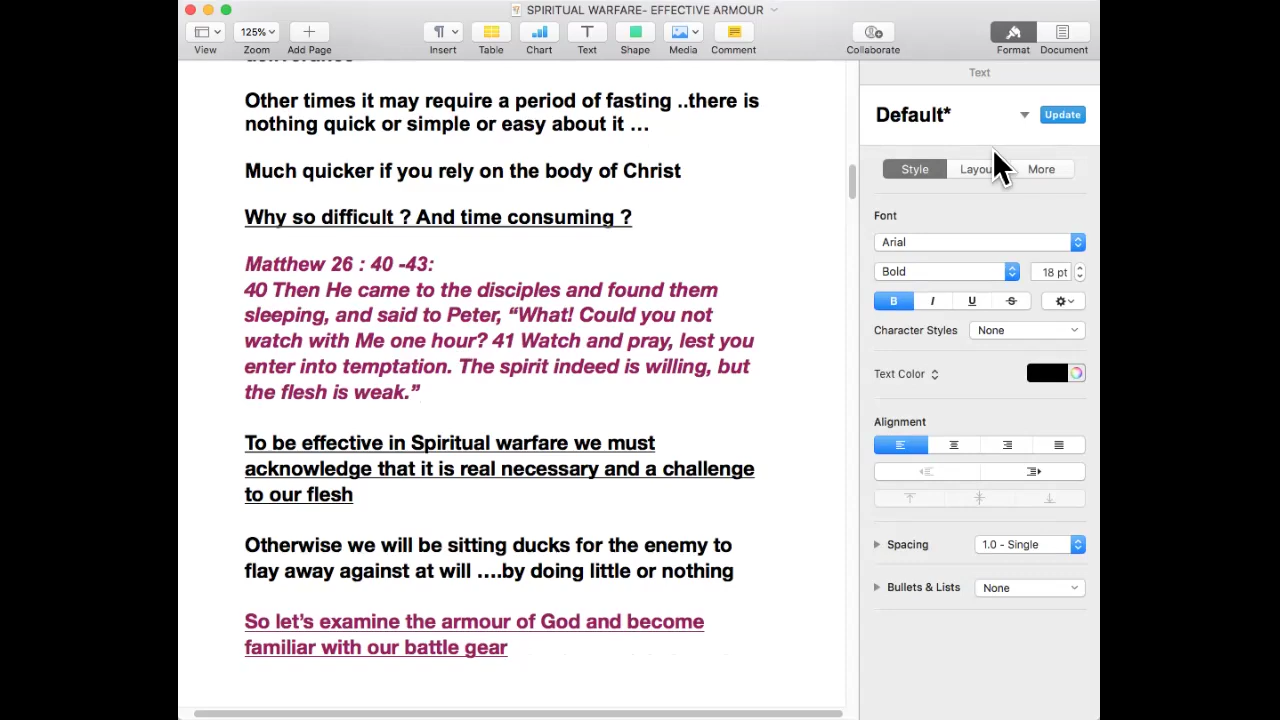 SPIRITUAL WARFARE- EFFECTIVE ARMOUR
125%
View Zoom Add Page Insert Table Chart Text Shape Media Comment Collaborate Format Document
Text
Default* Update
Style Layou More
Font
Arial
Bold 18 pt
B I U S
Character Styles None
Text Color
Alignment
Spacing 1.0 - Single
Bullets & Lists None
deliverance
Other times it may require a period of fasting ..there is
nothing quick or simple or easy about it …
Much quicker if you rely on the body of Christ
Why so difficult ? And time consuming ?
Matthew 26 : 40 -43:
40 Then He came to the disciples and found them
sleeping, and said to Peter, “What! Could you not
watch with Me one hour? 41 Watch and pray, lest you
enter into temptation. The spirit indeed is willing, but
the flesh is weak.”
To be effective in Spiritual warfare we must
acknowledge that it is real necessary and a challenge
to our flesh
Otherwise we will be sitting ducks for the enemy to
flay away against at will ….by doing little or nothing
So let’s examine the armour of God and become
familiar with our battle gear